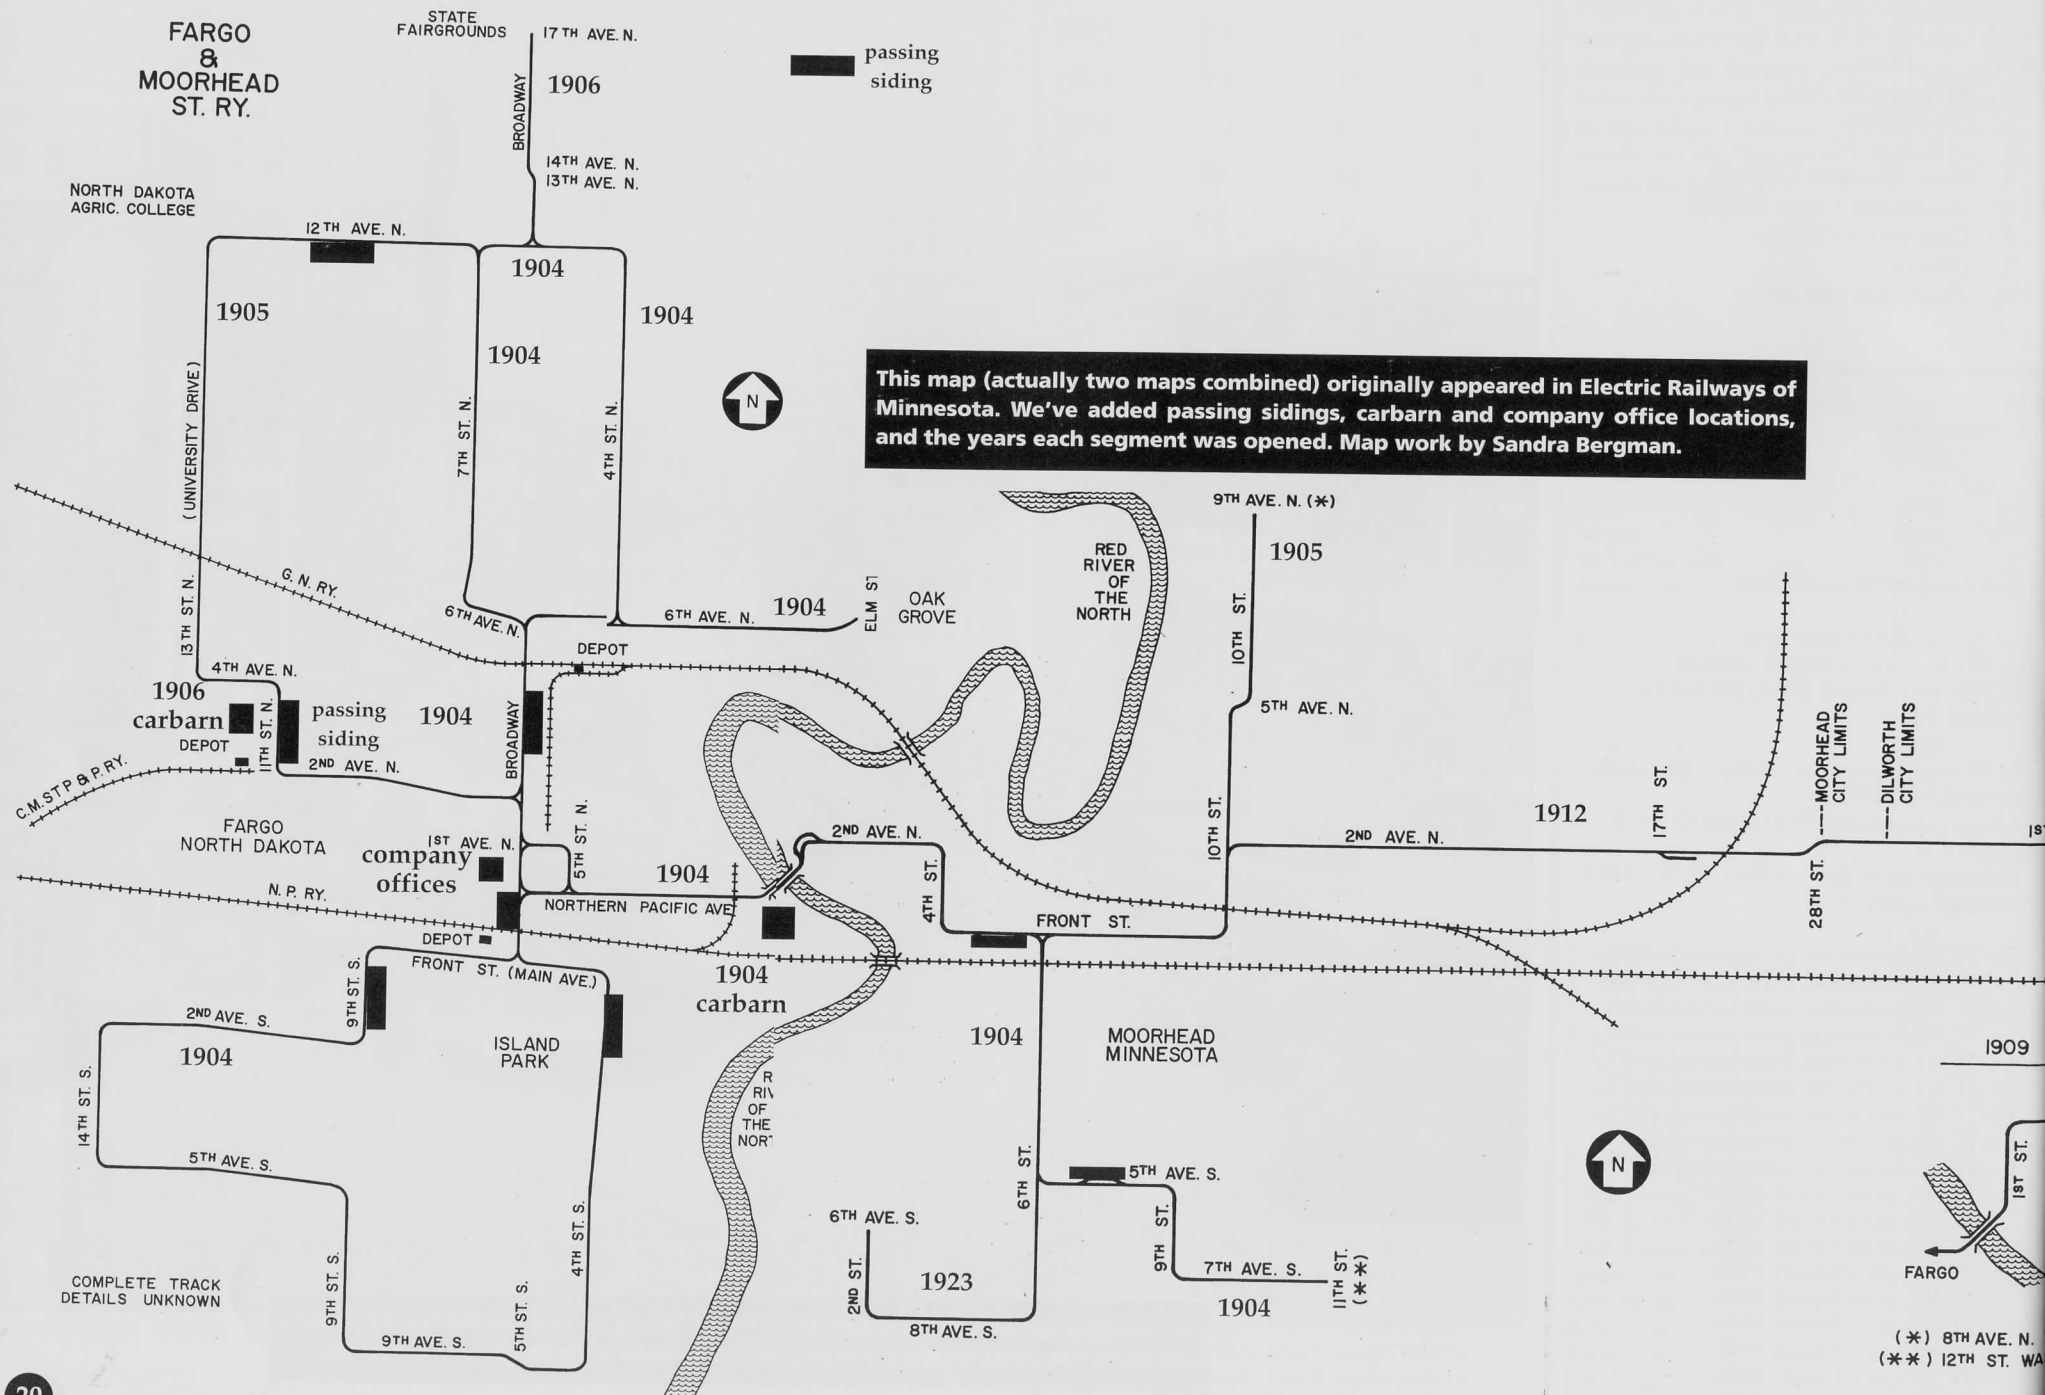 FARGO
&
MOORHEAD
ST. RY.
STATE
FAIRGROUNDS
17TH AVE. N.
1906
BROADWAY
14TH AVE. N.
13TH AVE. N.
passing
siding
NORTH DAKOTA
AGRIC. COLLEGE
12TH AVE. N.
1904
1905
1904
1904
(UNIVERSITY DRIVE)
7TH ST. N.
4TH ST. N.
N
This map (actually two maps combined) originally appeared in Electric Railways of
Minnesota. We've added passing sidings, carbarn and company office locations,
and the years each segment was opened. Map work by Sandra Bergman.
9TH AVE. N. (*)
1905
RED
RIVER
OF
THE
NORTH
10TH ST.
G. N. RY.
13TH ST. N.
6TH AVE. N.
6TH AVE. N.
1904
ELM ST
OAK
GROVE
DEPOT
4TH AVE. N.
1906
carbarn
DEPOT
11TH ST. N.
passing
siding
1904
BROADWAY
2ND AVE. N.
C.M. ST P & P. RY.
5TH AVE. N.
MOORHEAD
CITY LIMITS
DILWORTH
CITY LIMITS
FARGO
NORTH DAKOTA
1ST AVE. N.
company
offices
5TH ST. N.
1904
NORTHERN PACIFIC AVE
2ND AVE. N.
4TH ST.
10TH ST.
2ND AVE. N.
1912
17TH ST.
28TH ST.
1S
N. P. RY.
DEPOT
FRONT ST. (MAIN AVE.)
FRONT ST.
1904
carbarn
9TH ST. S.
2ND AVE. S.
1904
ISLAND
PARK
1904
MOORHEAD
MINNESOTA
1909
14TH ST. S.
R
RIV
OF
THE
NOR
5TH AVE. S.
6TH ST.
5TH AVE. S.
N
1ST ST.
4TH ST. S.
6TH AVE. S.
2ND ST.
1923
8TH AVE. S.
9TH ST.
7TH AVE. S.
1904
11TH ST.
(**)
FARGO
COMPLETE TRACK
DETAILS UNKNOWN
9TH ST. S.
9TH AVE. S.
5TH ST. S.
(*) 8TH AVE. N.
(**) 12TH ST. WA